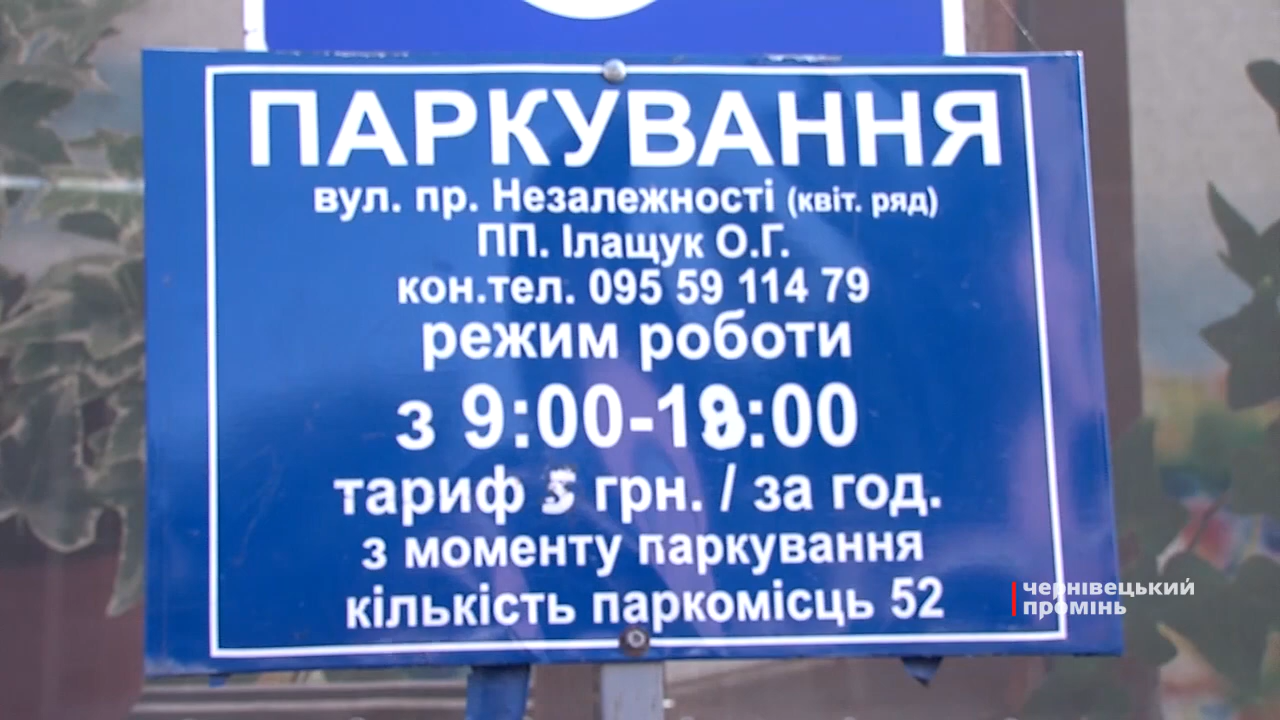 ПАРКУВАННЯ
вул. пр. Незалежності (квіт. ряд)
ПП. Ілащук О.Г.
кон.тел. 095 59 114 79
режим роботи
з 9:00-18:00
тариф 5 грн. / за год.
з моменту паркування
кількість паркомісць 52
чернівецький
промінь